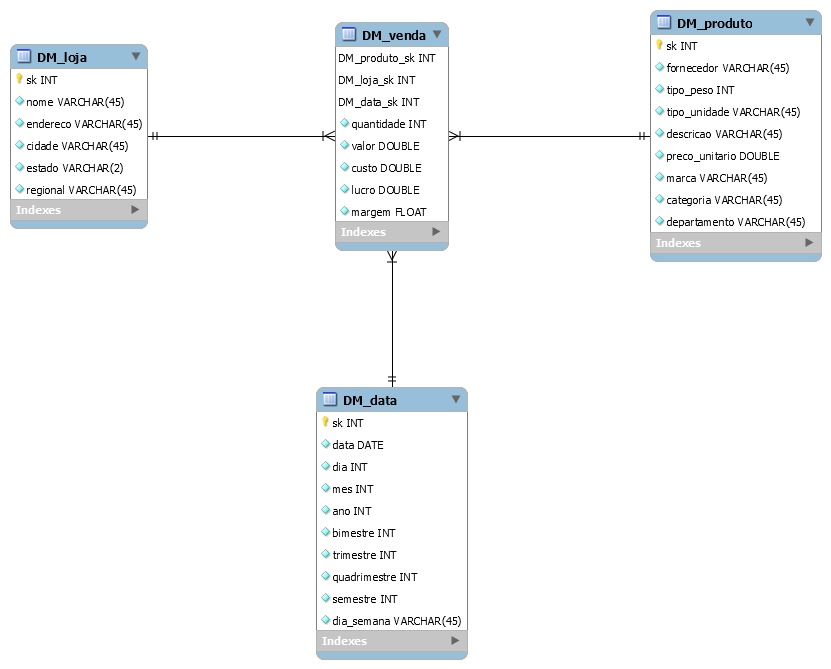 DM_loja
sk INT
nome VARCHAR(45)
endereco VARCHAR(45)
cidade VARCHAR(45)
estado VARCHAR(2)
regional VARCHAR(45)
Indexes
DM_venda
DM_produto_sk INT
DM_loja_sk INT
DM_data_sk INT
quantidade INT
valor DOUBLE
custo DOUBLE
lucro DOUBLE
margem FLOAT
Indexes
DM_produto
sk INT
fornecedor VARCHAR(45)
tipo_peso INT
tipo_unidade VARCHAR(45)
descricao VARCHAR(45)
preco_unitario DOUBLE
marca VARCHAR(45)
categoria VARCHAR(45)
departamento VARCHAR(45)
Indexes
DM_data
sk INT
data DATE
dia INT
mes INT
ano INT
bimestre INT
trimestre INT
quadrimestre INT
semestre INT
dia_semana VARCHAR(45)
Indexes